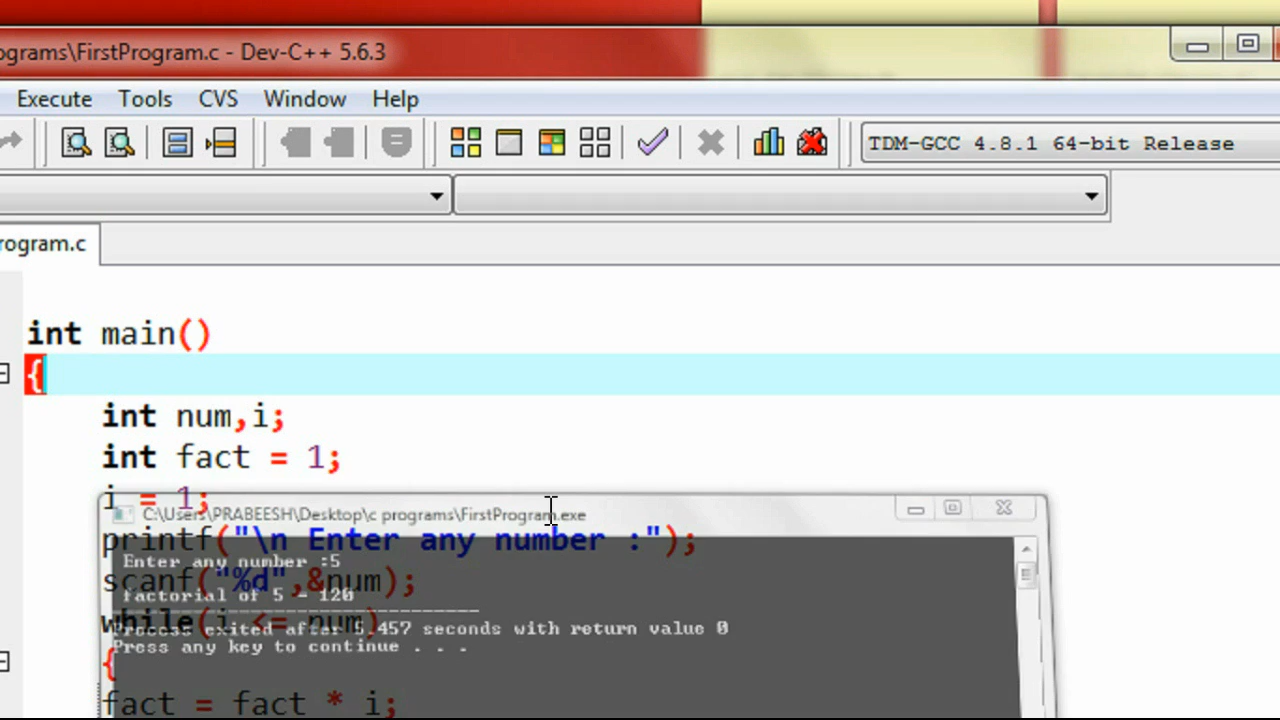 ograms\FirstProgram.c - Dev-C++ 5.6.3
Execute Tools CVS Window Help
TDM-GCC 4.8.1 64-bit Release
rogram.c
int main()
{
int num,i;
int fact = 1;
i = 1;
C:\Users\PRABEESH\Desktop\c programs\FirstProgram.exe
printf("\n Enter any number :");
Enter any number :5
scanf("%d",&num);
factorial of 5 - 120
while(i <= num)
Process exited after 5.457 seconds with return value 0
Press any key to continue . . .
{
fact = fact * i;